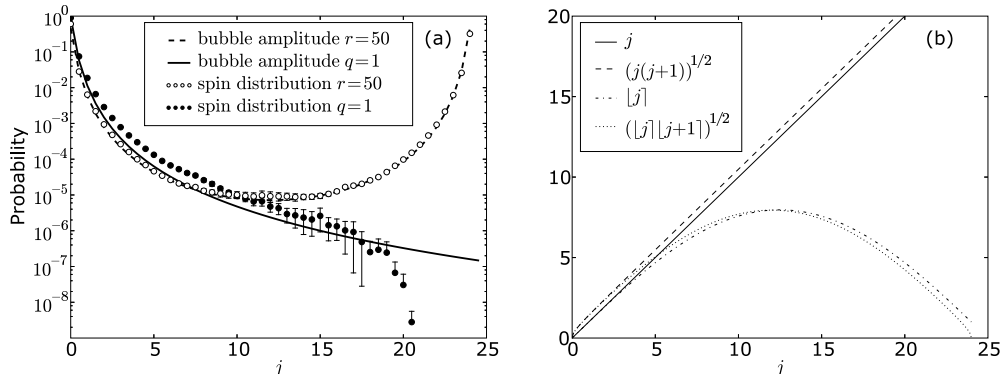 (a)
bubble amplitude r=50
bubble amplitude q=1
spin distribution r=50
spin distribution q=1
Probability
10⁰
10⁻¹
10⁻²
10⁻³
10⁻⁴
10⁻⁵
10⁻⁶
10⁻⁷
10⁻⁸
0 5 10 15 20 25
j
(b)
j
(j(j+1))^1/2
⌊j⌉
(⌊j⌉⌊j+1⌉)^1/2
20
15
10
5
0
0 5 10 15 20 25
j